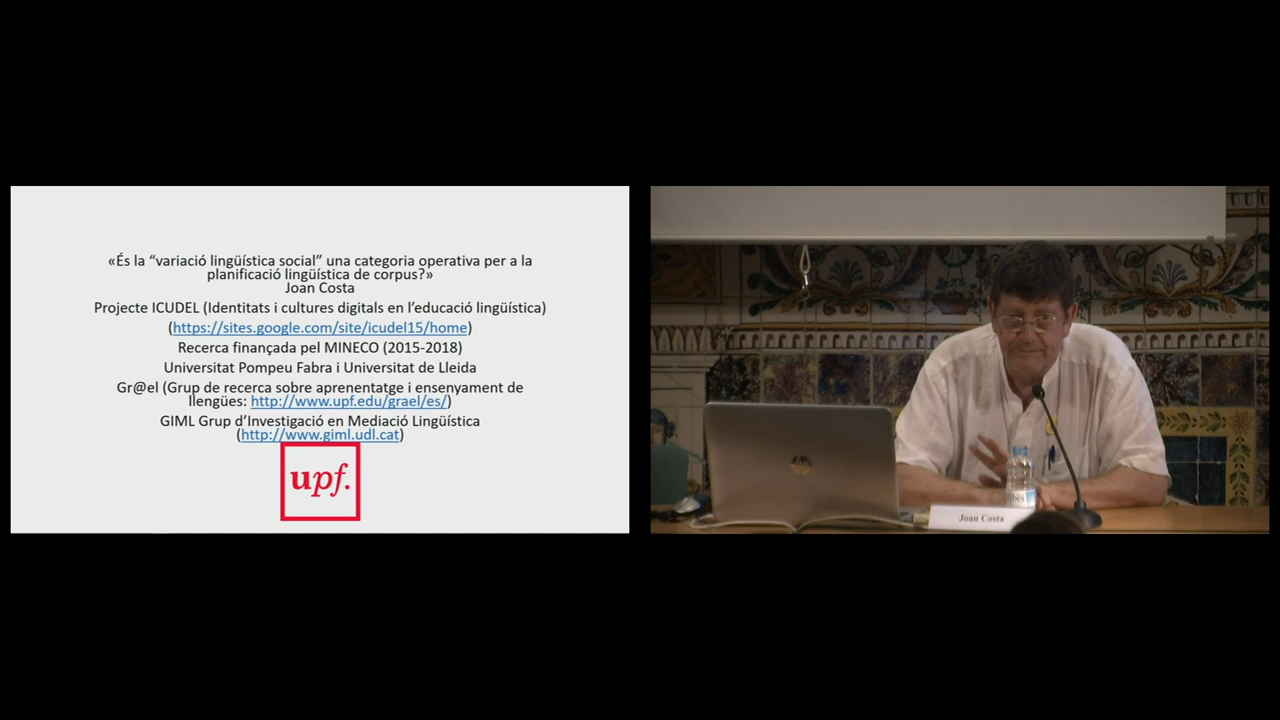 «És la “variació lingüística social” una categoria operativa per a la
planificació lingüística de corpus?»
Joan Costa
Projecte ICUDEL (Identitats i cultures digitals en l’educació lingüística)
(https://sites.google.com/site/icudel15/home)
Recerca finançada pel MINECO (2015-2018)
Universitat Pompeu Fabra i Universitat de Lleida
Gr@el (Grup de recerca sobre aprenentatge i ensenyament de
llengües: http://www.upf.edu/grael/es/)
GIML Grup d’Investigació en Mediació Lingüística
(http://www.giml.udl.cat)
upf.
Joan Costa